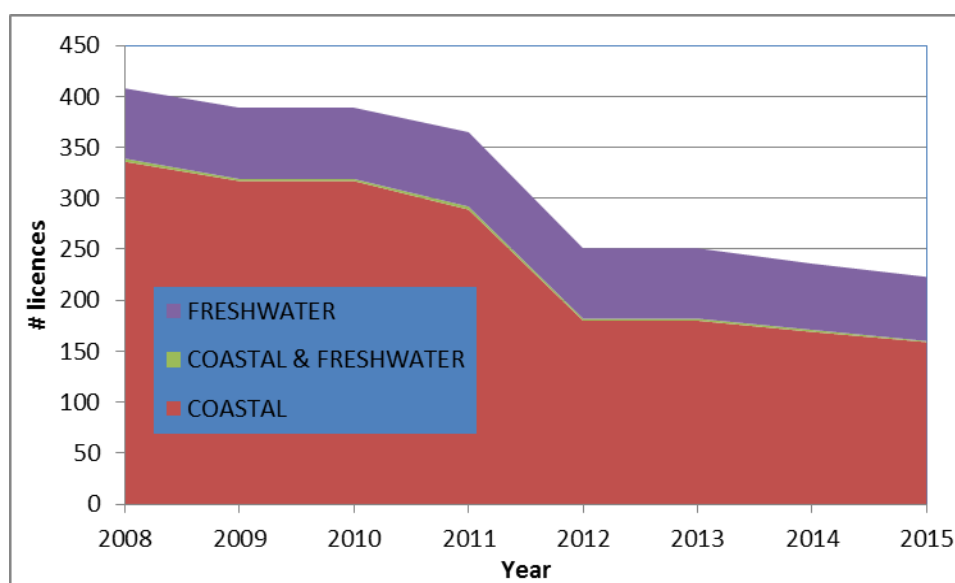 450
400
350
300
250
200
150
100
50
0
# licences
FRESHWATER
COASTAL & FRESHWATER
COASTAL
2008 2009 2010 2011 2012 2013 2014 2015
Year